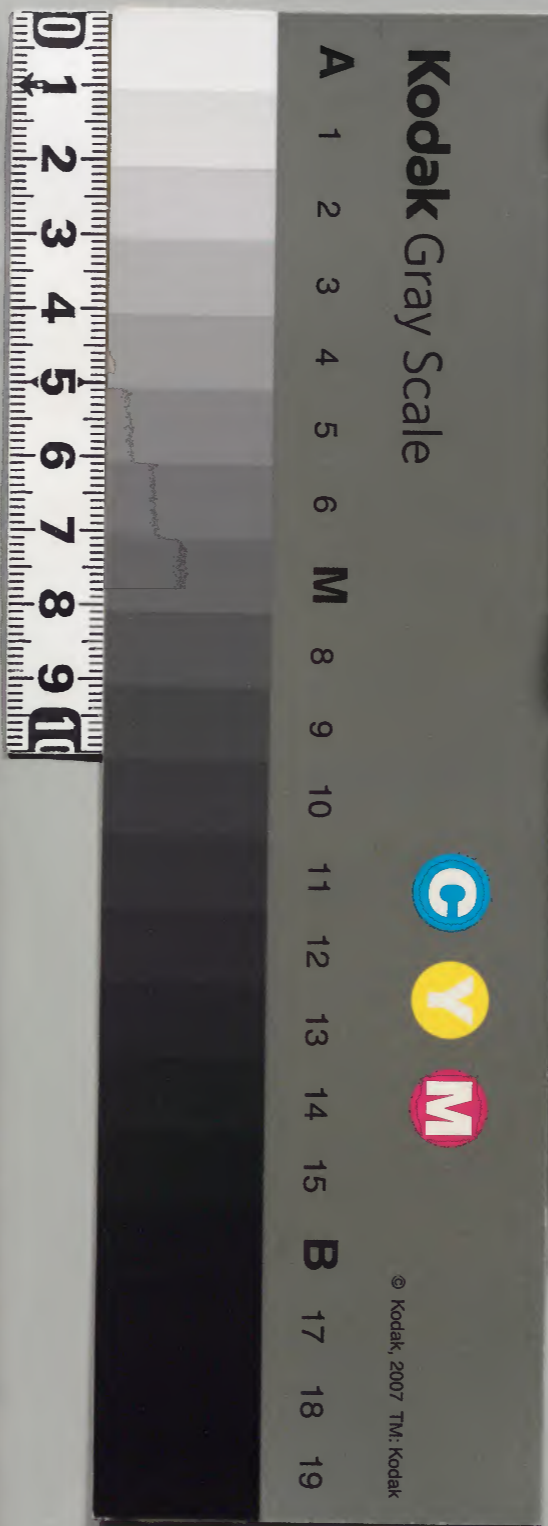 Kodak Gray Scale
C Y M
© Kodak, 2007 TM: Kodak
A 1 2 3 4 5 6 M 8 9 10 11 12 13 14 15 B 17 18 19
0 1 2 3 4 5 6 7 8 9 10